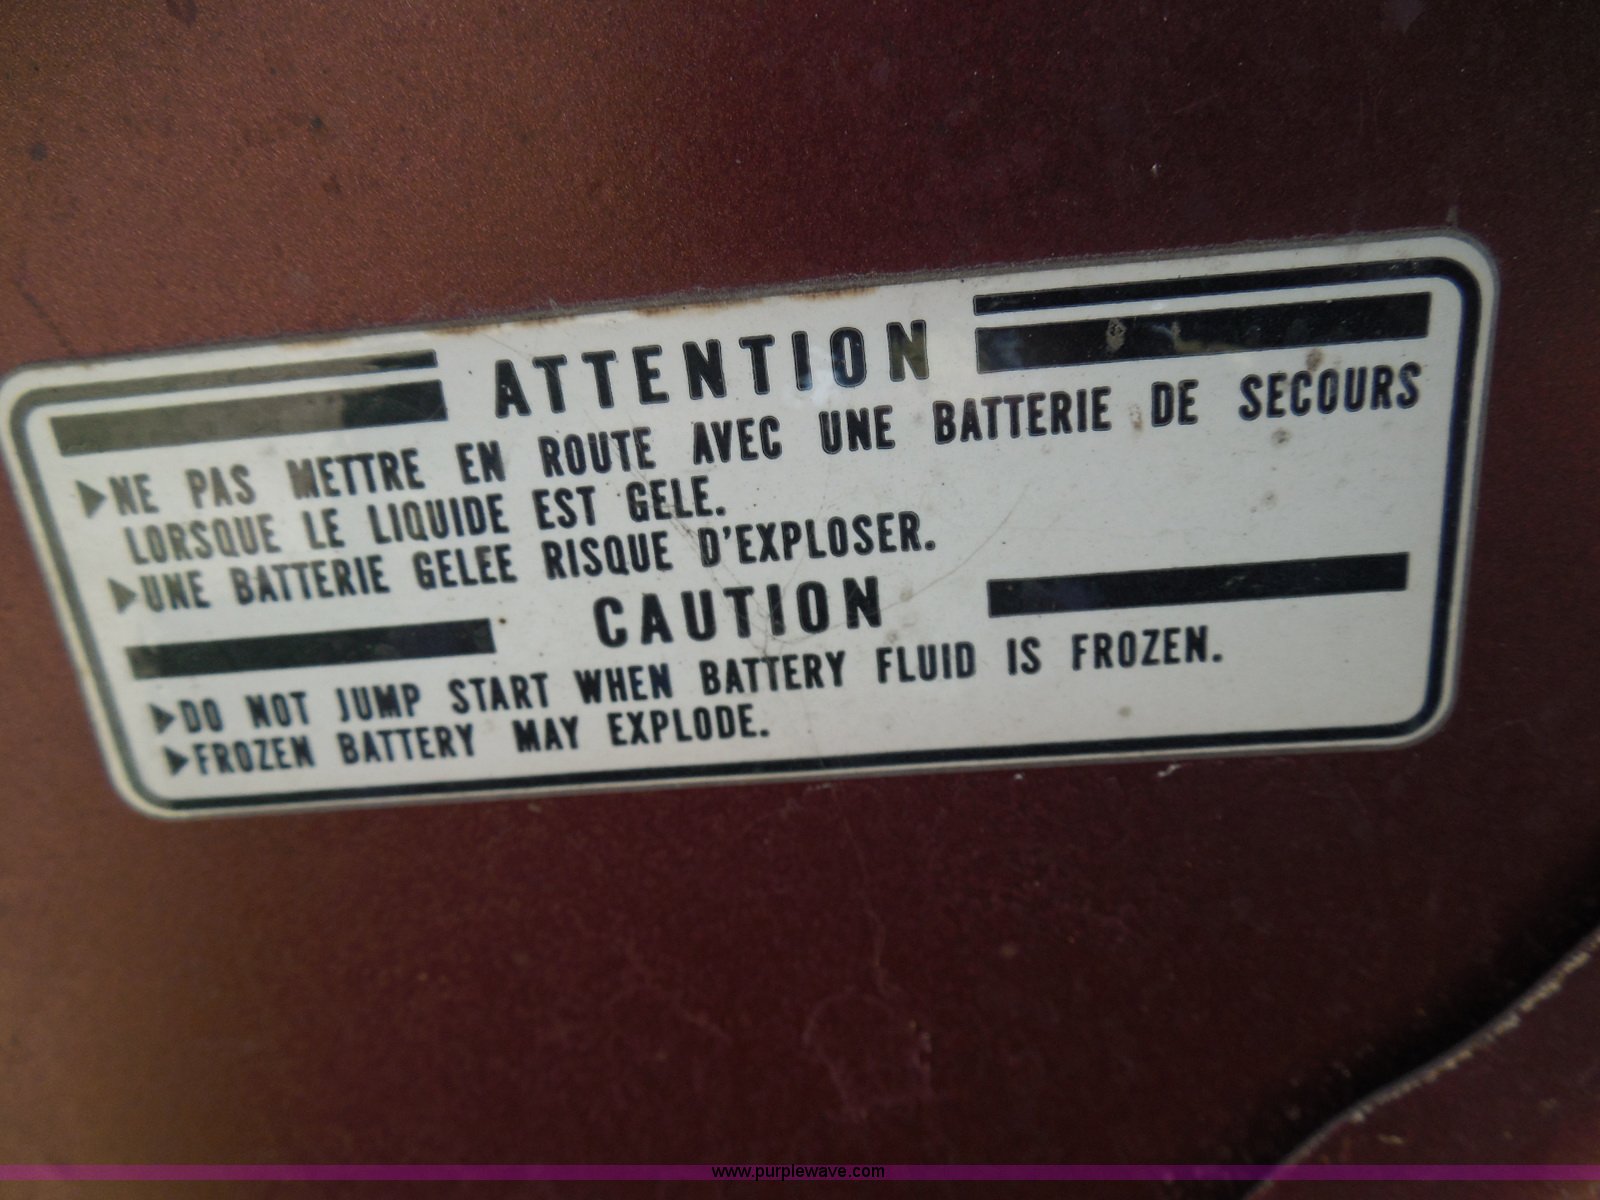 ATTENTION
▶NE PAS METTRE EN ROUTE AVEC UNE BATTERIE DE SECOURS
LORSQUE LE LIQUIDE EST GELE.
▶UNE BATTERIE GELEE RISQUE D'EXPLOSER.
CAUTION
▶DO NOT JUMP START WHEN BATTERY FLUID IS FROZEN.
▶FROZEN BATTERY MAY EXPLODE.
www.purplewave.com